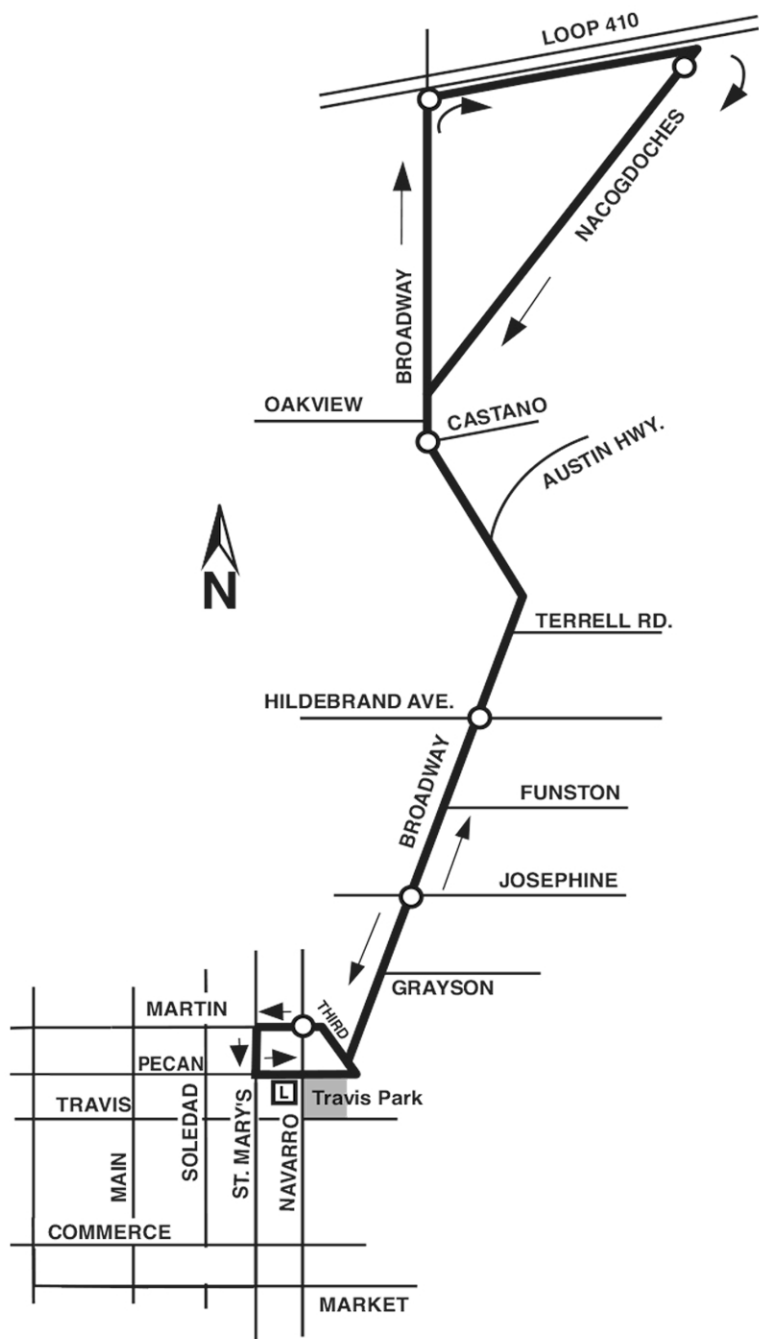 LOOP 410
NACOGDOCHES
BROADWAY
OAKVIEW
CASTANO
AUSTIN HWY.
N
TERRELL RD.
HILDEBRAND AVE.
BROADWAY
FUNSTON
JOSEPHINE
GRAYSON
MARTIN
THIRD
PECAN
L
Travis Park
TRAVIS
MAIN
SOLEDAD
ST. MARY'S
NAVARRO
COMMERCE
MARKET